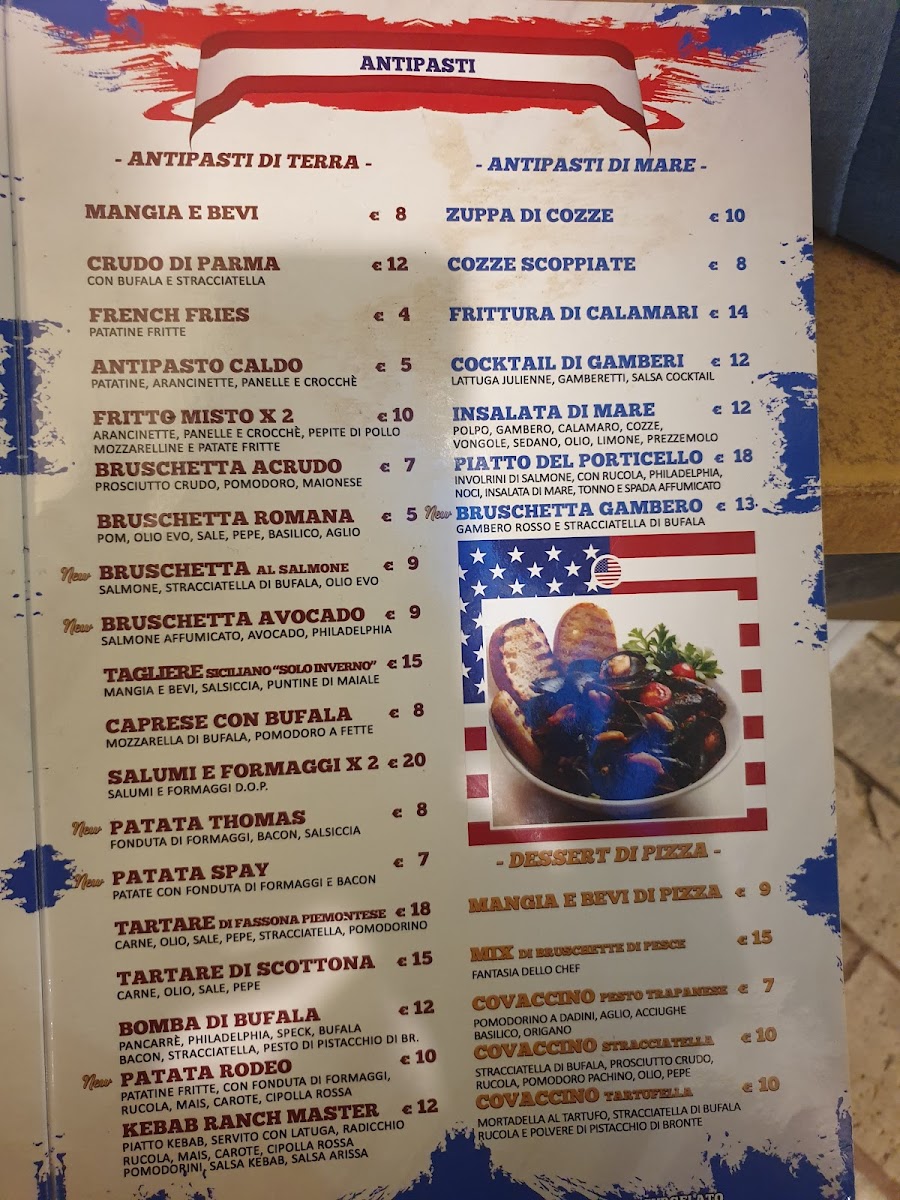 ANTIPASTI
- ANTIPASTI DI TERRA -
MANGIA E BEVI € 8
CRUDO DI PARMA € 12
CON BUFALA E STRACCIATELLA
FRENCH FRIES € 4
PATATINE FRITTE
ANTIPASTO CALDO € 5
PATATINE, ARANCINETTE, PANELLE E CROCCHÈ
FRITTO MISTO X 2 € 10
ARANCINETTE, PANELLE E CROCCHÈ, PEPITE DI POLLO
MOZZARELLINE E PATATE FRITTE
BRUSCHETTA ACRUDO € 7
PROSCIUTTO CRUDO, POMODORO, MAIONESE
BRUSCHETTA ROMANA € 5
POM, OLIO EVO, SALE, PEPE, BASILICO, AGLIO
New BRUSCHETTA AL SALMONE € 9
SALMONE, STRACCIATELLA DI BUFALA, OLIO EVO
New BRUSCHETTA AVOCADO € 9
SALMONE AFFUMICATO, AVOCADO, PHILADELPHIA
TAGLIERE SICILIANO "SOLO INVERNO" € 15
MANGIA E BEVI, SALSICCIA, PUNTINE DI MAIALE
CAPRESE CON BUFALA € 8
MOZZARELLA DI BUFALA, POMODORO A FETTE
SALUMI E FORMAGGI X 2 € 20
SALUMI E FORMAGGI D.O.P.
New PATATA THOMAS € 8
FONDUTA DI FORMAGGI, BACON, SALSICCIA
New PATATA SPAY € 7
PATATE CON FONDUTA DI FORMAGGI E BACON
TARTARE DI FASSONA PIEMONTESE € 18
CARNE, OLIO, SALE, PEPE, STRACCIATELLA, POMODORINO
TARTARE DI SCOTTONA € 15
CARNE, OLIO, SALE, PEPE
BOMBA DI BUFALA € 12
PANCARRÈ, PHILADELPHIA, SPECK, BUFALA
BACON, STRACCIATELLA, PESTO DI PISTACCHIO DI BR.
New PATATA RODEO € 10
PATATINE FRITTE, CON FONDUTA DI FORMAGGI,
RUCOLA, MAIS, CAROTE, CIPOLLA ROSSA
KEBAB RANCH MASTER € 12
PIATTO KEBAB, SERVITO CON LATUGA, RADICCHIO
RUCOLA, MAIS, CAROTE, CIPOLLA ROSSA
POMODORINI, SALSA KEBAB, SALSA ARISSA
- ANTIPASTI DI MARE -
ZUPPA DI COZZE € 10
COZZE SCOPPIATE € 8
FRITTURA DI CALAMARI € 14
COCKTAIL DI GAMBERI € 12
LATTUGA JULIENNE, GAMBERETTI, SALSA COCKTAIL
INSALATA DI MARE € 12
POLPO, GAMBERO, CALAMARO, COZZE,
VONGOLE, SEDANO, OLIO, LIMONE, PREZZEMOLO
PIATTO DEL PORTICELLO € 18
INVOLRINI DI SALMONE, CON RUCOLA, PHILADELPHIA,
NOCI, INSALATA DI MARE, TONNO E SPADA AFFUMICATO
New BRUSCHETTA GAMBERO € 13
GAMBERO ROSSO E STRACCIATELLA DI BUFALA
- DESSERT DI PIZZA -
MANGIA E BEVI DI PIZZA € 9
MIX DI BRUSCHETTE DI PESCE € 15
FANTASIA DELLO CHEF
COVACCINO PESTO TRAPANESE € 7
POMODORINO A DADINI, AGLIO, ACCIUGHE
BASILICO, ORIGANO
COVACCINO STRACCIATELLA € 10
STRACCIATELLA DI BUFALA, PROSCIUTTO CRUDO,
RUCOLA, POMODORO PACHINO, OLIO, PEPE
COVACCINO TARTUFELLA € 10
MORTADELLA AL TARTUFO, STRACCIATELLA DI BUFALA
RUCOLA E POLVERE DI PISTACCHIO DI BRONTE